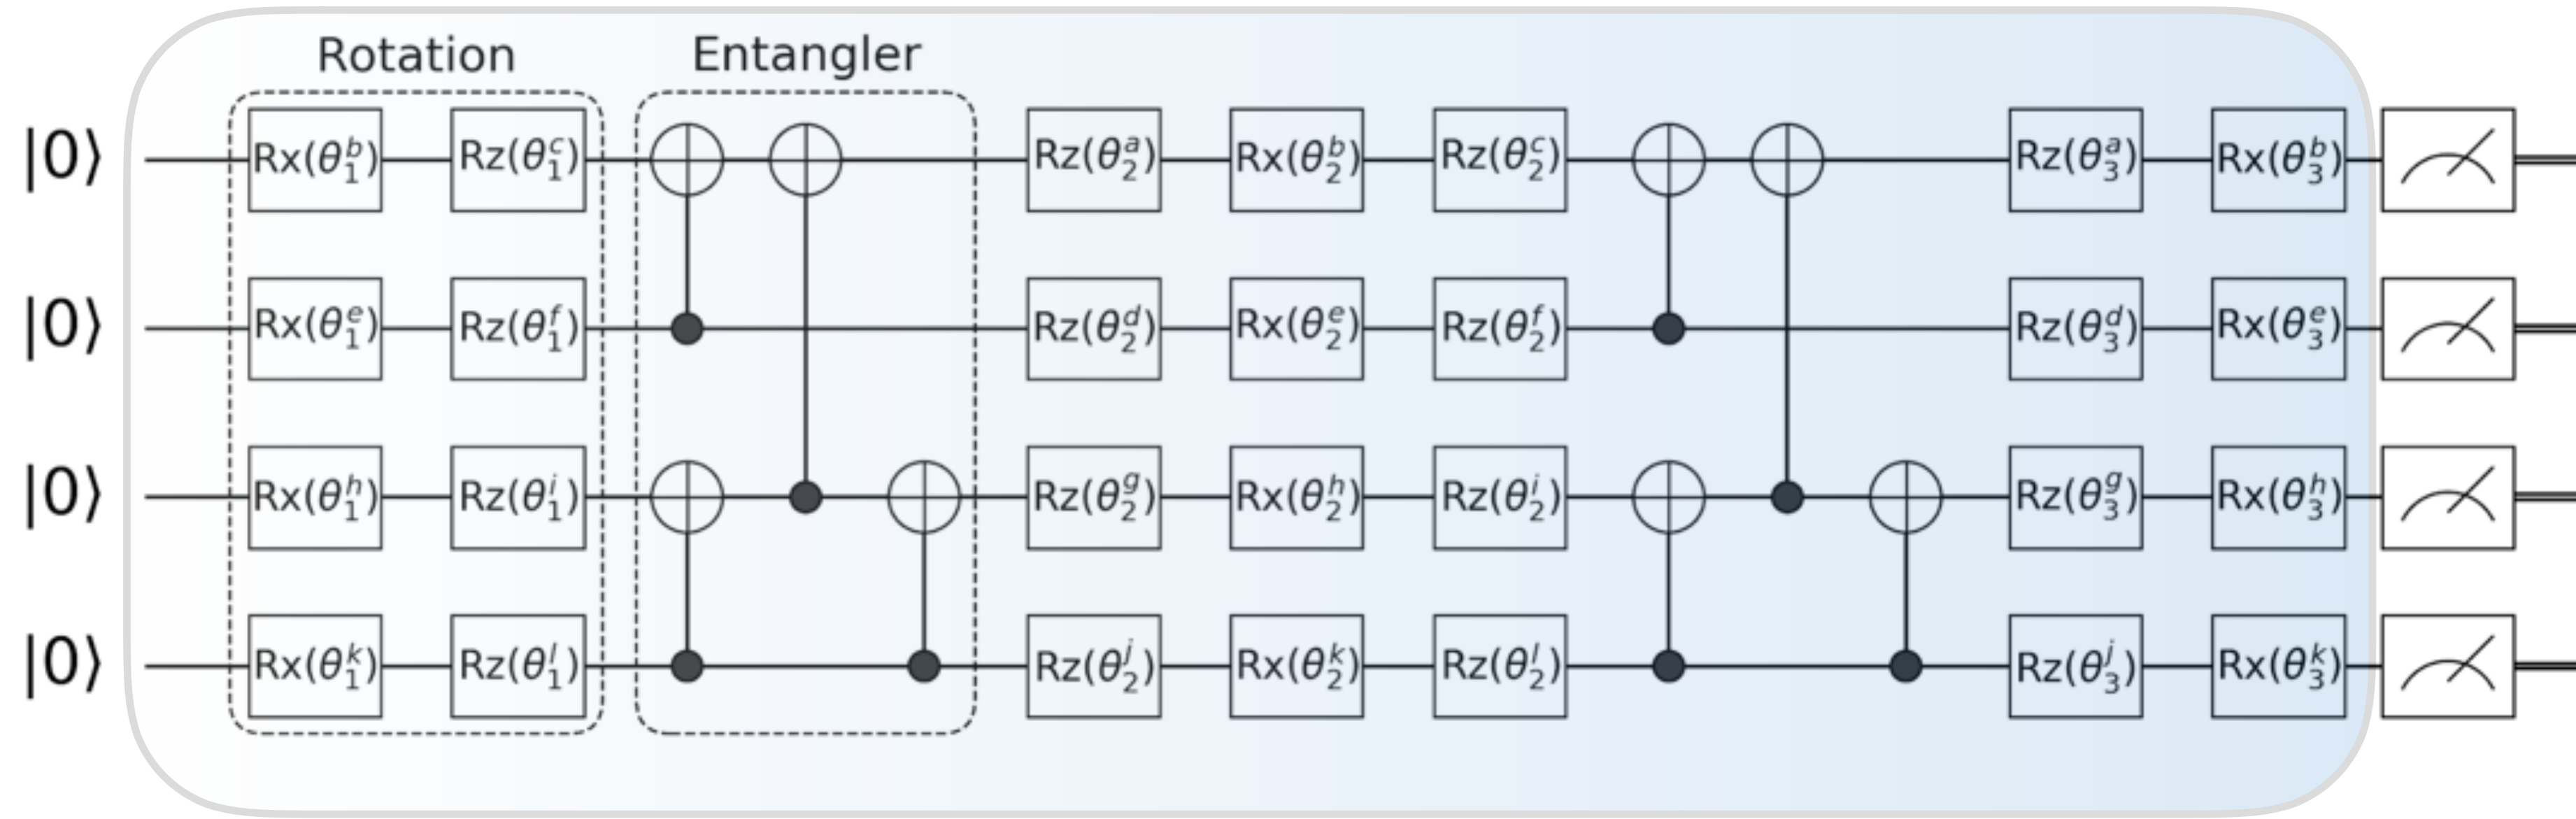 Rotation Entangler
|0⟩ Rx(θ₁ᵇ) Rz(θ₁ᶜ) Rz(θ₂ᵃ) Rx(θ₂ᵇ) Rz(θ₂ᶜ) Rz(θ₃ᵃ) Rx(θ₃ᵇ)
|0⟩ Rx(θ₁ᵉ) Rz(θ₁ᶠ) Rz(θ₂ᵈ) Rx(θ₂ᵉ) Rz(θ₂ᶠ) Rz(θ₃ᵈ) Rx(θ₃ᵉ)
|0⟩ Rx(θ₁ʰ) Rz(θ₁ⁱ) Rz(θ₂ᵍ) Rx(θ₂ʰ) Rz(θ₂ⁱ) Rz(θ₃ᵍ) Rx(θ₃ʰ)
|0⟩ Rx(θ₁ᵏ) Rz(θ₁ˡ) Rz(θ₂ʲ) Rx(θ₂ᵏ) Rz(θ₂ˡ) Rz(θ₃ʲ) Rx(θ₃ᵏ)